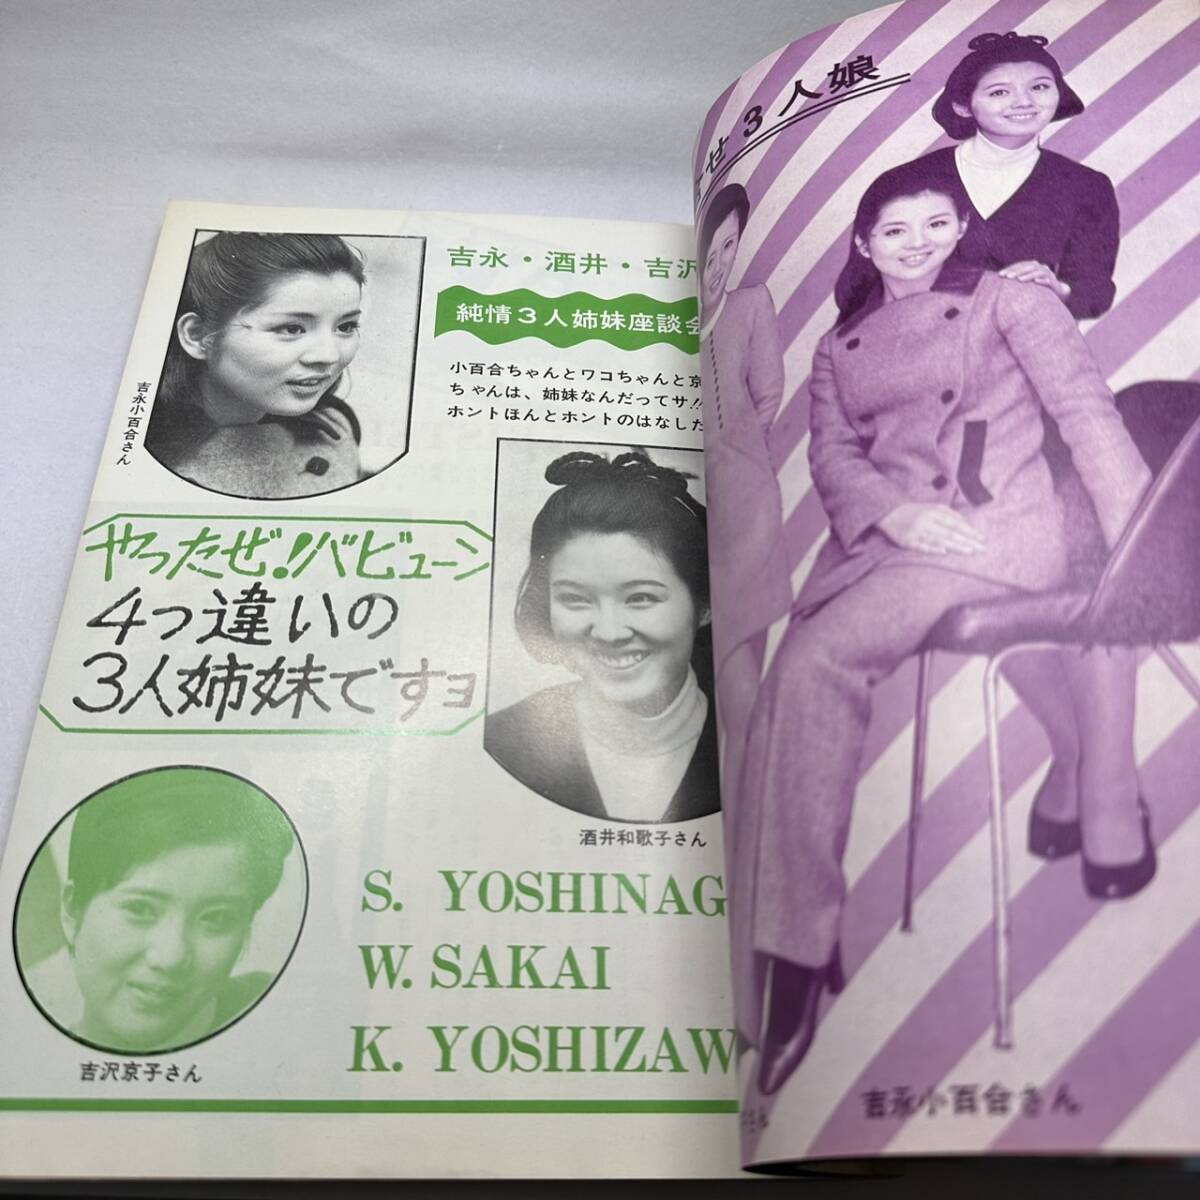 吉永・酒井・吉沢
純情3人姉妹座談会
小百合ちゃんとワコちゃんと京
ちゃんは、姉妹なんだってサ!!
ホントほんとホントのはなしだ
吉永小百合さん
やったぜ!バビューン
4つ違いの
3人姉妹ですヨ
酒井和歌子さん
吉沢京子さん
S. YOSHINAG
W. SAKAI
K. YOSHIZAW
せ3人娘
吉永小百合さん